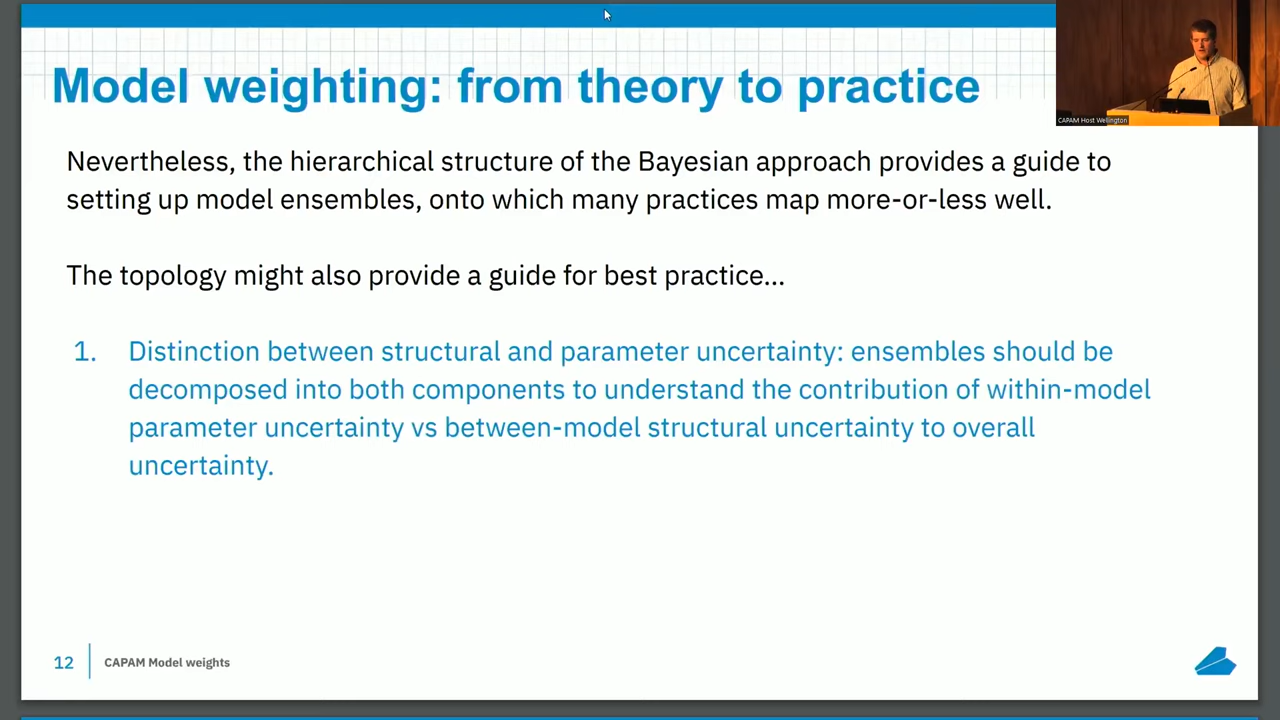 Model weighting: from theory to practice
CAPAM Host Wellington
Nevertheless, the hierarchical structure of the Bayesian approach provides a guide to
setting up model ensembles, onto which many practices map more-or-less well.
The topology might also provide a guide for best practice...
1. Distinction between structural and parameter uncertainty: ensembles should be
decomposed into both components to understand the contribution of within-model
parameter uncertainty vs between-model structural uncertainty to overall
uncertainty.
12
CAPAM Model weights